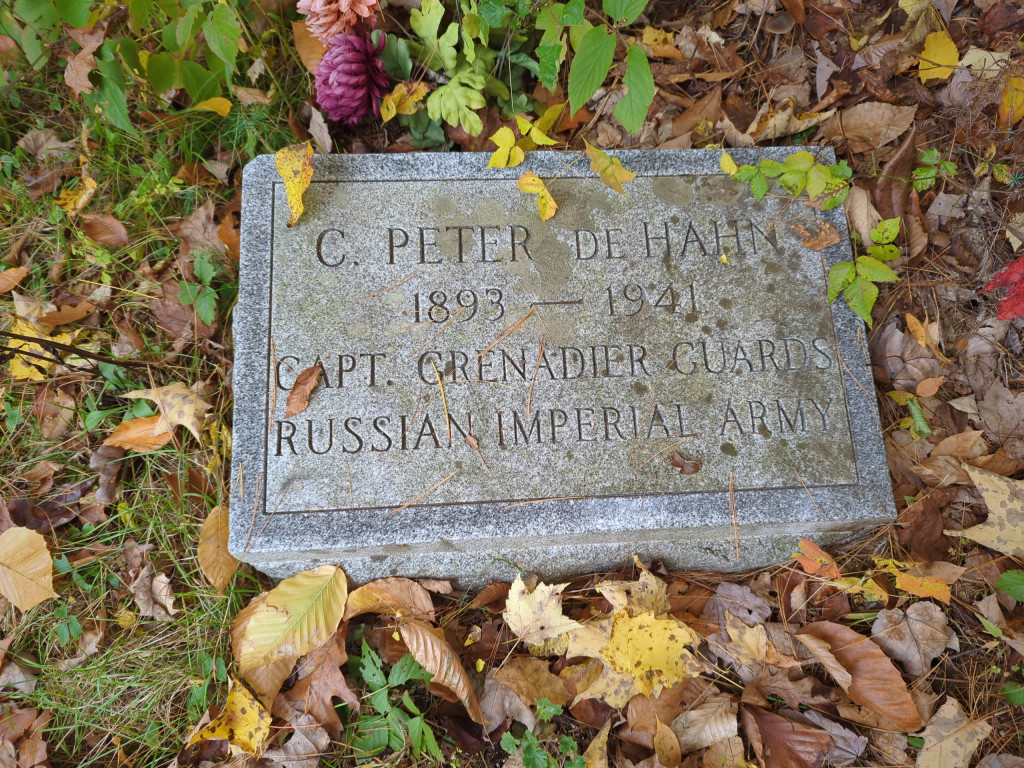 C. PETER DE HAHN
1893 — 1941
CAPT. GRENADIER GUARDS
RUSSIAN IMPERIAL ARMY